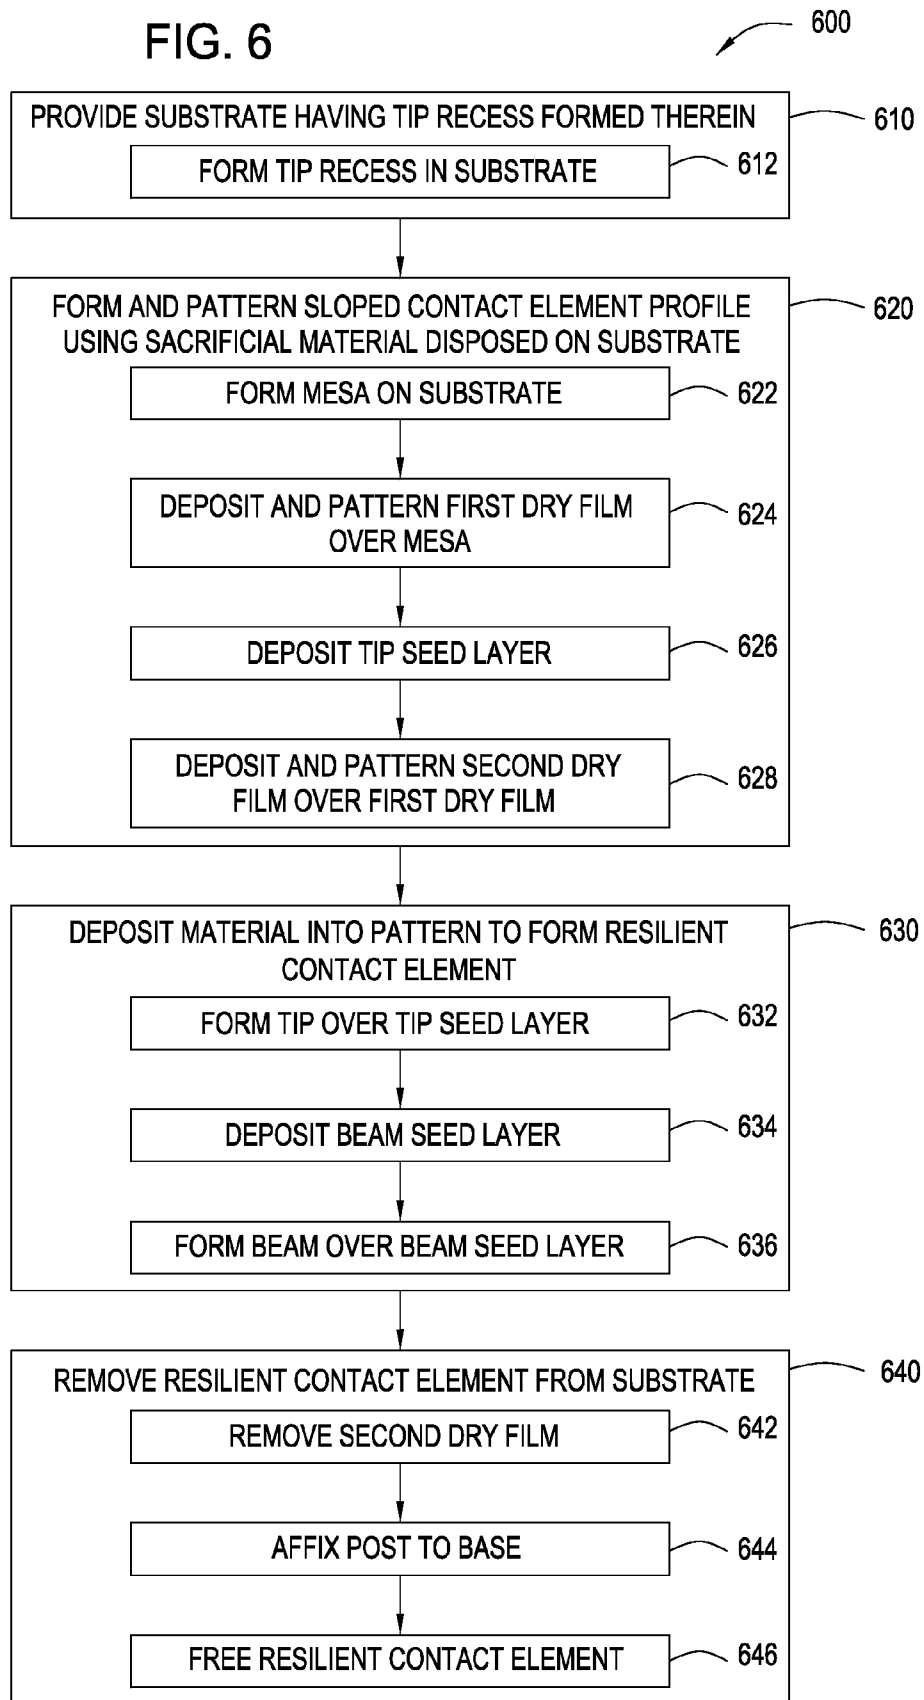 FIG. 6
600
PROVIDE SUBSTRATE HAVING TIP RECESS FORMED THEREIN
610
FORM TIP RECESS IN SUBSTRATE
612
FORM AND PATTERN SLOPED CONTACT ELEMENT PROFILE
USING SACRIFICIAL MATERIAL DISPOSED ON SUBSTRATE
620
FORM MESA ON SUBSTRATE
622
DEPOSIT AND PATTERN FIRST DRY FILM
OVER MESA
624
DEPOSIT TIP SEED LAYER
626
DEPOSIT AND PATTERN SECOND DRY
FILM OVER FIRST DRY FILM
628
DEPOSIT MATERIAL INTO PATTERN TO FORM RESILIENT
CONTACT ELEMENT
630
FORM TIP OVER TIP SEED LAYER
632
DEPOSIT BEAM SEED LAYER
634
FORM BEAM OVER BEAM SEED LAYER
636
REMOVE RESILIENT CONTACT ELEMENT FROM SUBSTRATE
640
REMOVE SECOND DRY FILM
642
AFFIX POST TO BASE
644
FREE RESILIENT CONTACT ELEMENT
646